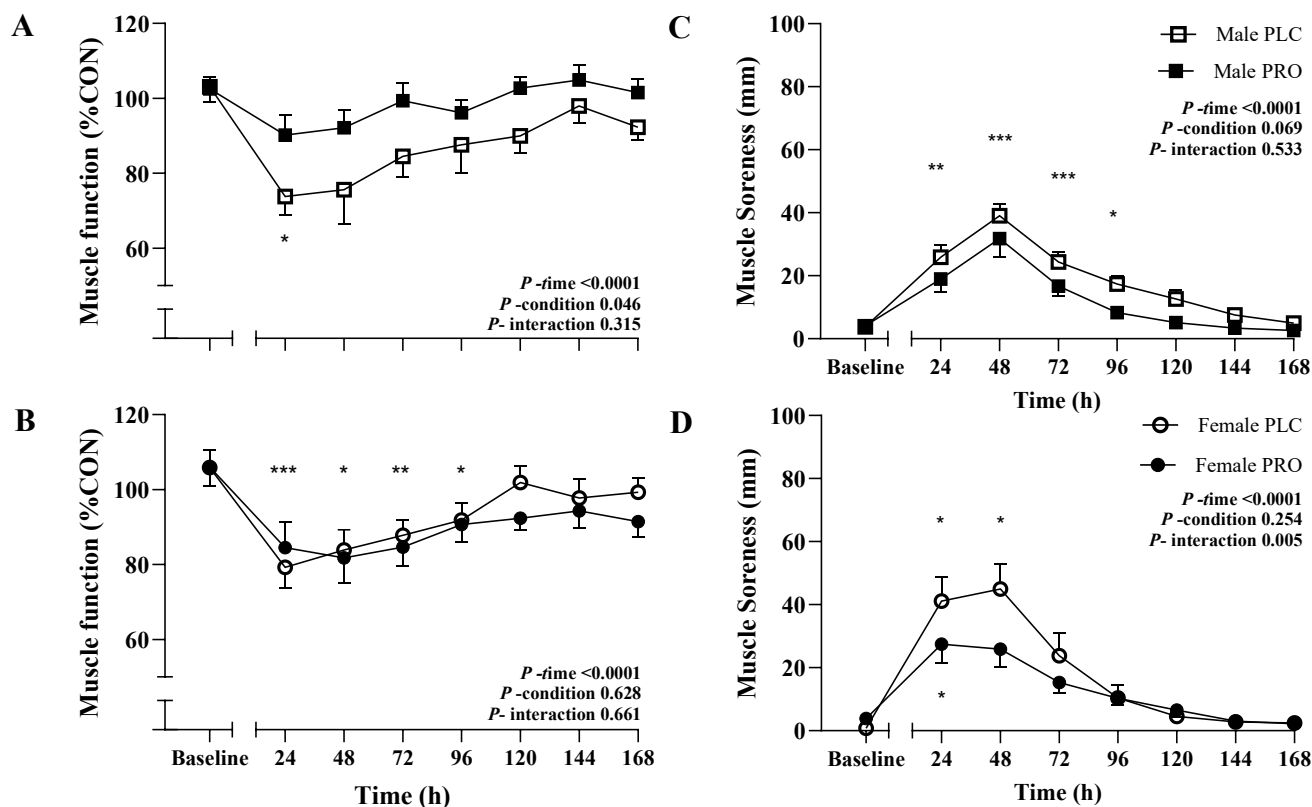 A
Muscle function (%CON)
120
100
80
60
*
P -time <0.0001
P -condition 0.046
P- interaction 0.315
C
Muscle Soreness (mm)
100
80
60
40
20
0
Male PLC
Male PRO
P -time <0.0001
P -condition 0.069
P- interaction 0.533
** *** *** *
Baseline 24 48 72 96 120 144 168
Time (h)
B
Muscle function (%CON)
120
100
80
60
*** * ** *
P -time <0.0001
P -condition 0.628
P- interaction 0.661
Baseline 24 48 72 96 120 144 168
Time (h)
D
Muscle Soreness (mm)
100
80
60
40
20
0
Female PLC
Female PRO
P -time <0.0001
P -condition 0.254
P- interaction 0.005
* *
*
Baseline 24 48 72 96 120 144 168
Time (h)